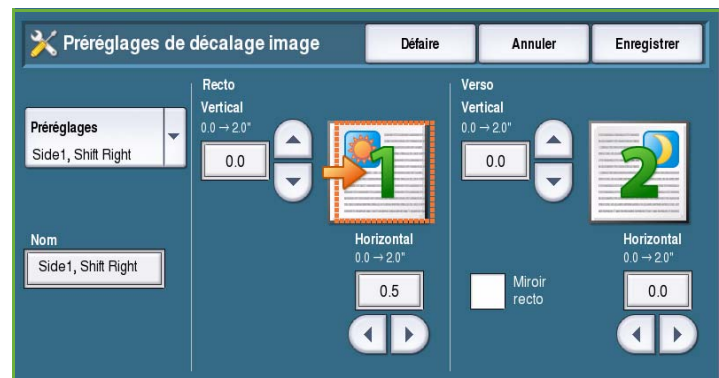 Préréglages de décalage image
Défaire
Annuler
Enregistrer
Préréglages
Side1, Shift Right
Nom
Side1, Shift Right
Recto
Vertical
0.0 → 2.0"
0.0
1
Horizontal
0.0 → 2.0"
0.5
Verso
Vertical
0.0 → 2.0"
0.0
2
Miroir
recto
Horizontal
0.0 → 2.0"
0.0